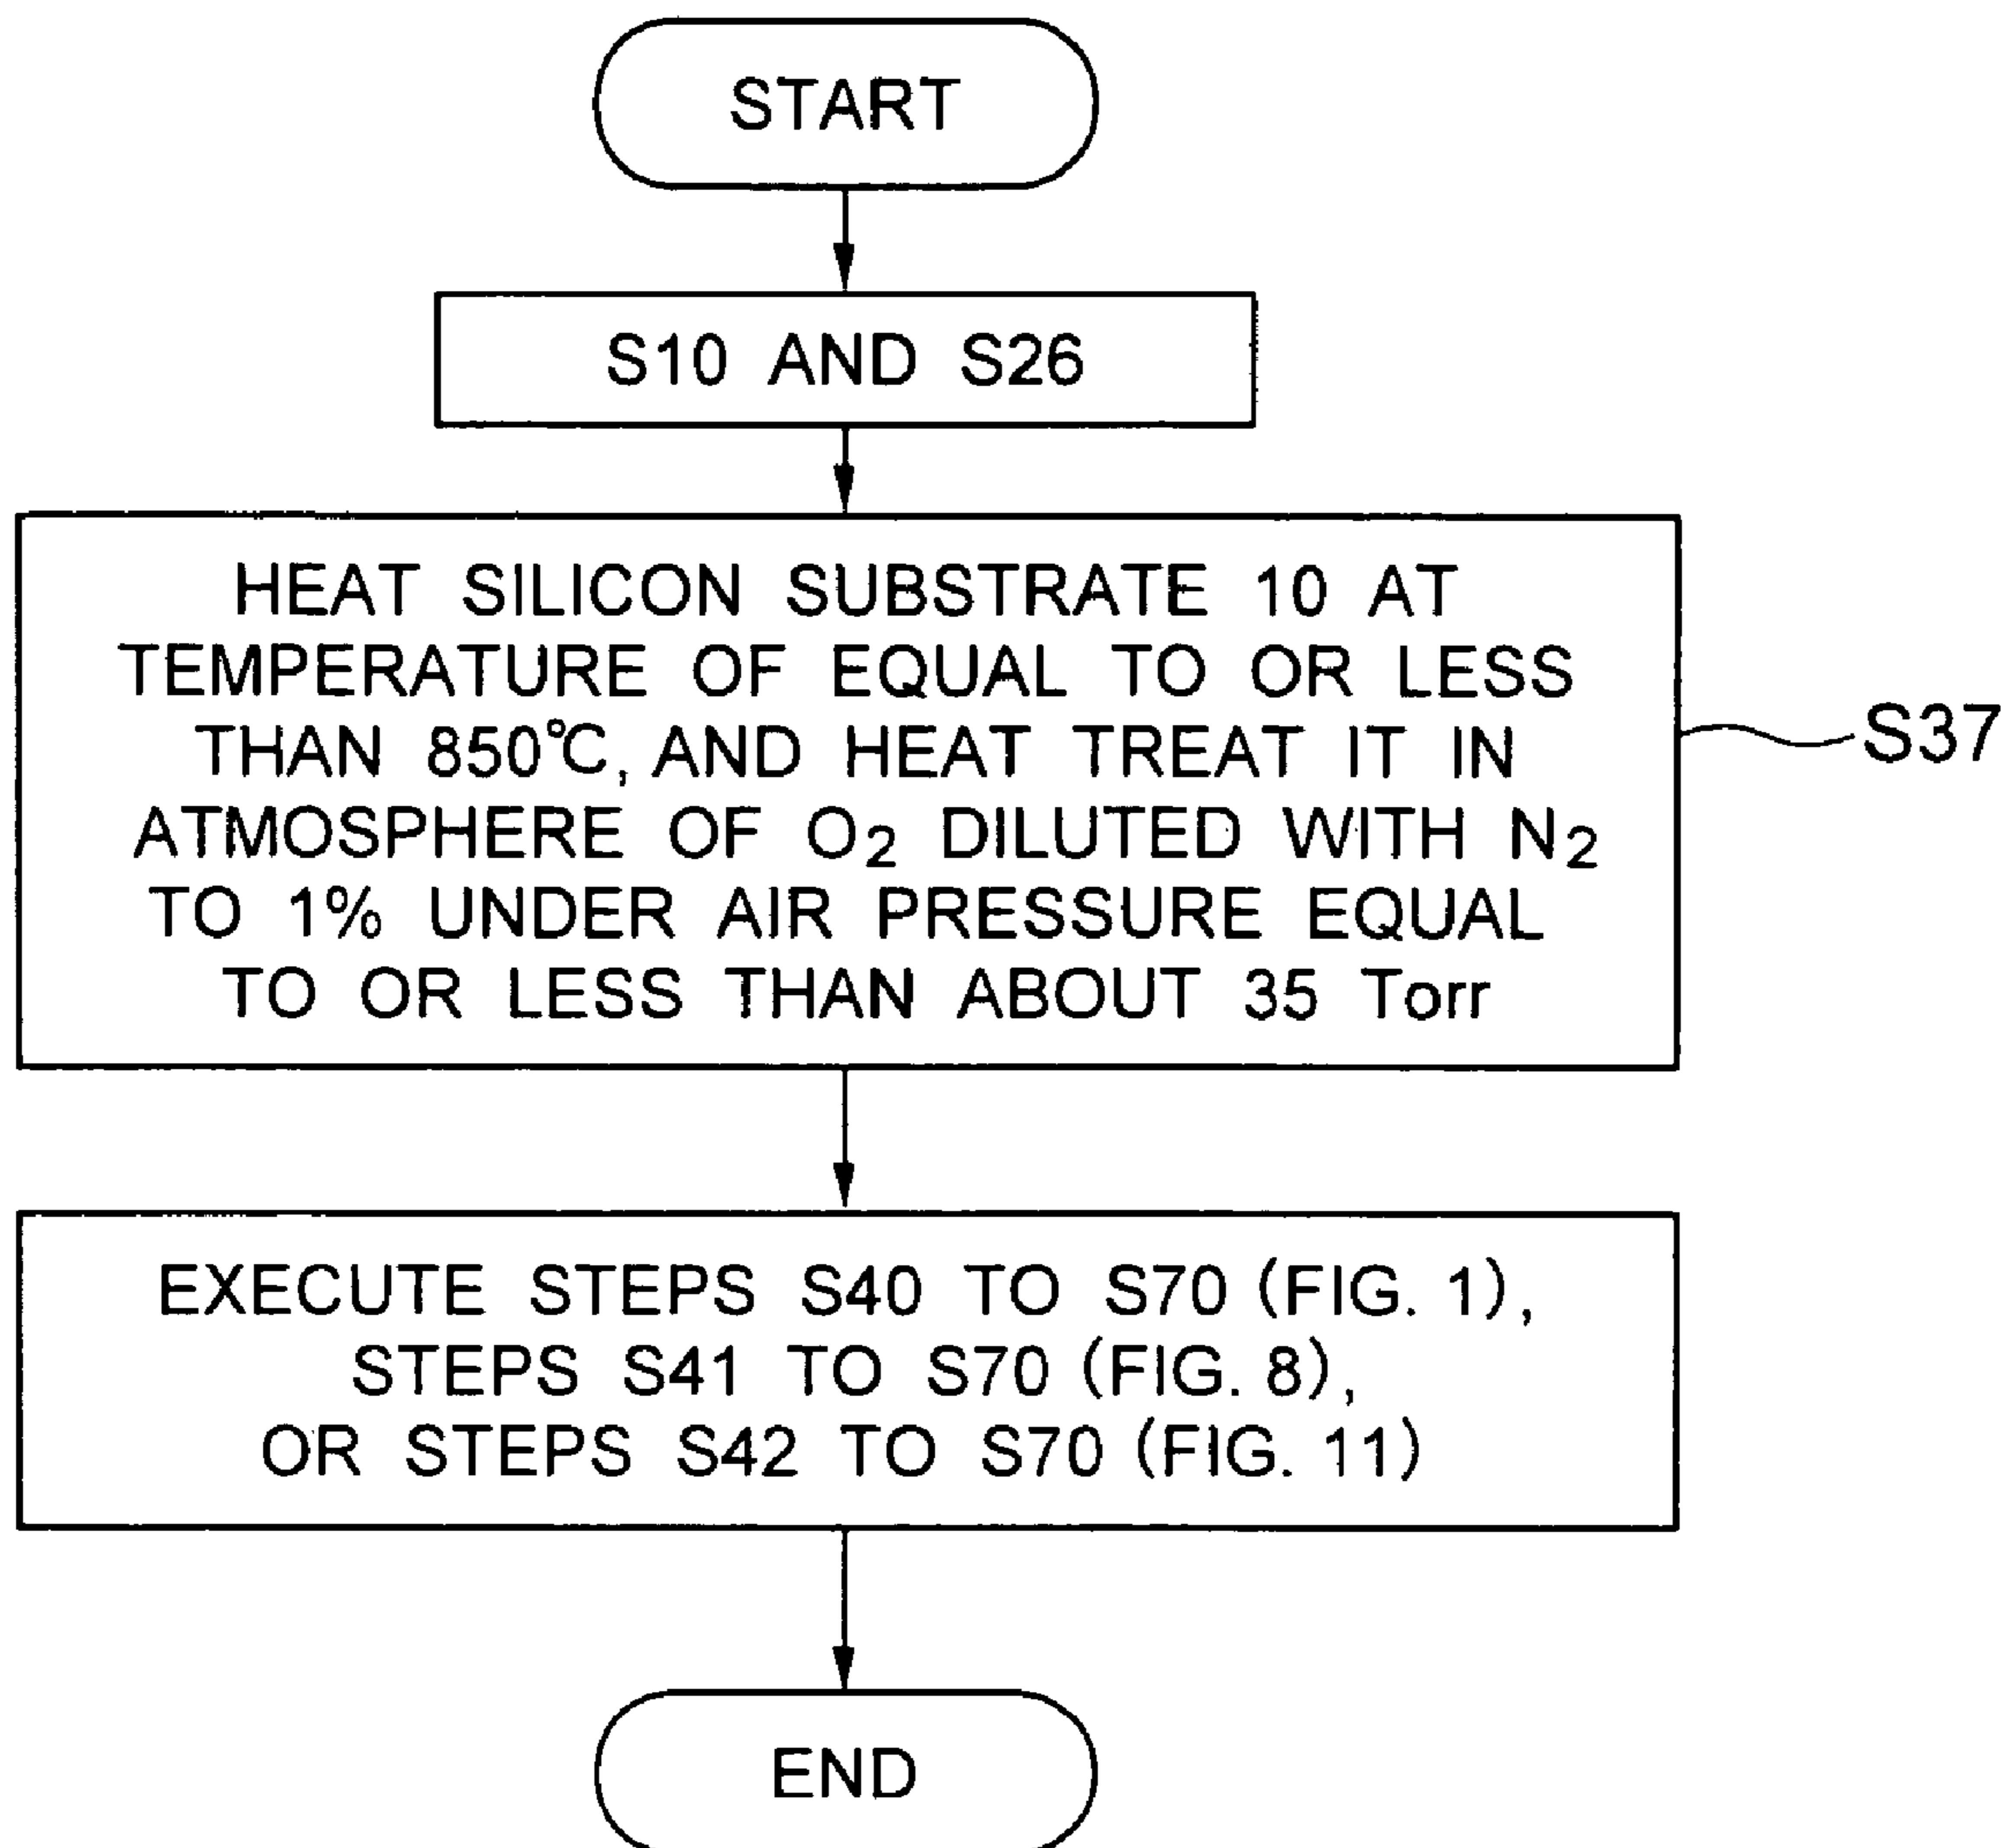 START
S10 AND S26
HEAT SILICON SUBSTRATE 10 AT
TEMPERATURE OF EQUAL TO OR LESS
THAN 850℃, AND HEAT TREAT IT IN
ATMOSPHERE OF O₂ DILUTED WITH N₂
TO 1% UNDER AIR PRESSURE EQUAL
TO OR LESS THAN ABOUT 35 Torr
S37
EXECUTE STEPS S40 TO S70 (FIG. 1),
STEPS S41 TO S70 (FIG. 8),
OR STEPS S42 TO S70 (FIG. 11)
END